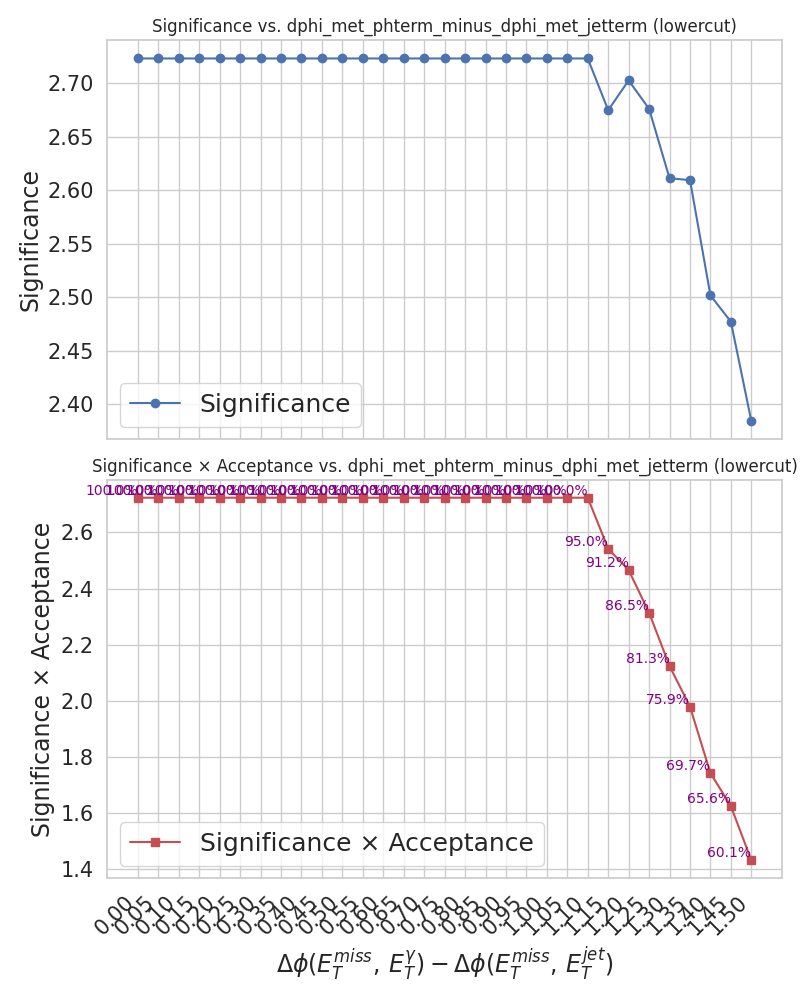 Significance vs. dphi_met_phterm_minus_dphi_met_jetterm (lowercut)
2.70
2.65
2.60
2.55
2.50
2.45
2.40
Significance
Significance
Significance × Acceptance vs. dphi_met_phterm_minus_dphi_met_jetterm (lowercut)
95.0%
91.2%
86.5%
81.3%
75.9%
69.7%
65.6%
60.1%
2.6
2.4
2.2
2.0
1.8
1.6
1.4
Significance × Acceptance
Significance × Acceptance
0.00 0.05 0.10 0.15 0.20 0.25 0.30 0.35 0.40 0.45 0.50 0.55 0.60 0.65 0.70 0.75 0.80 0.85 0.90 0.95 1.00 1.05 1.10 1.15 1.20 1.25 1.30 1.35 1.40 1.45 1.50
Δϕ(E_T^miss, E_T^γ) − Δϕ(E_T^miss, E_T^jet)